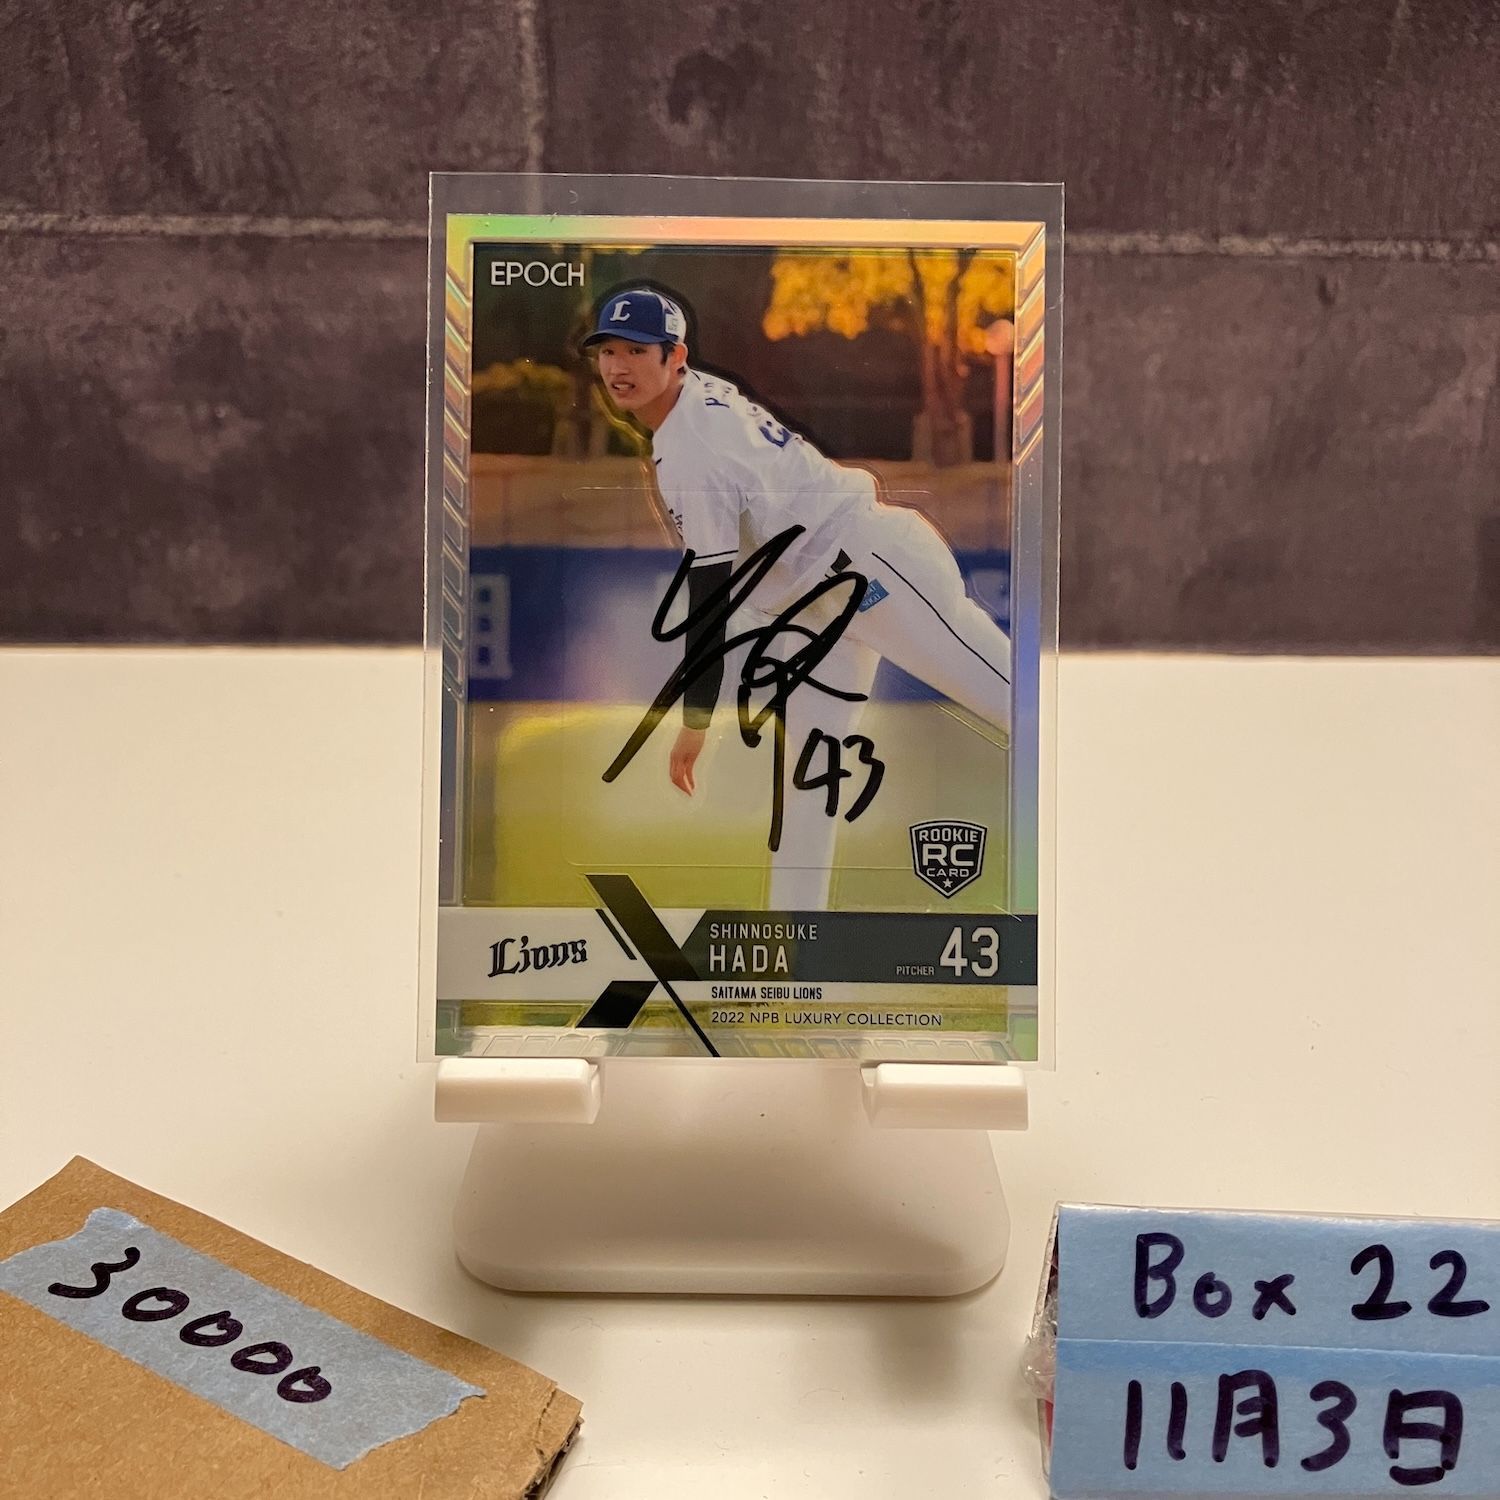 EPOCH
L
43
ROOKIE
RC
CARD
Lions
SHINNOSUKE
HADA
PITCHER 43
SAITAMA SEIBU LIONS
2022 NPB LUXURY COLLECTION
30000
Box 22
11月3日